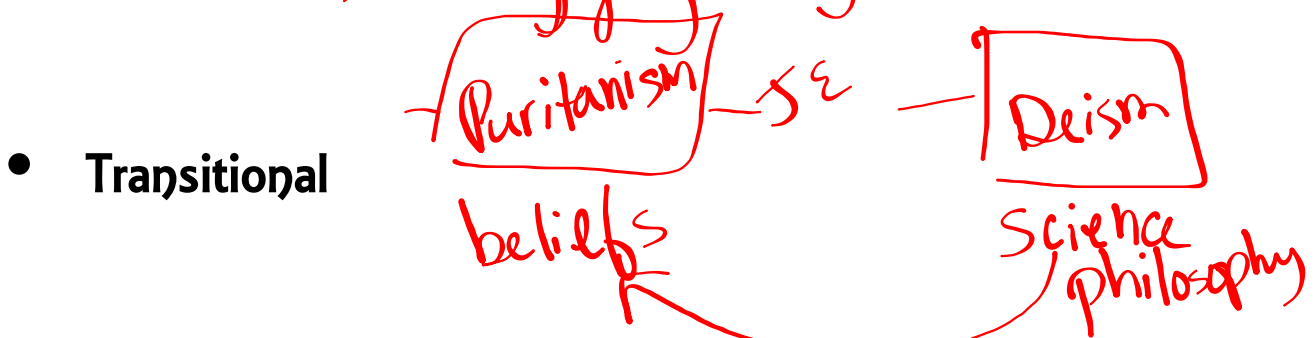 Puritanism
Deism
• Transitional
beliefs
science
philosophy